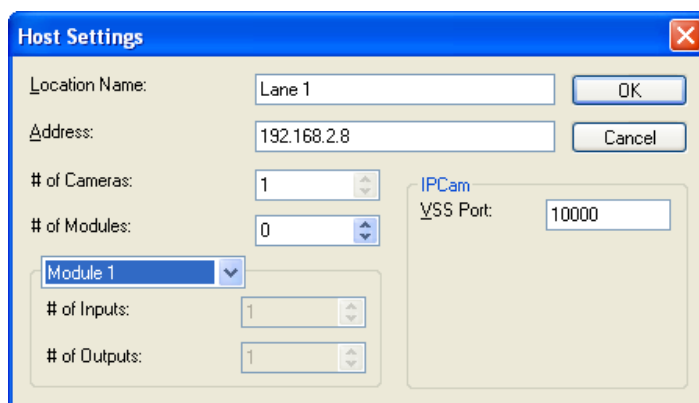 Host Settings
Location Name: Lane 1 OK
Address: 192.168.2.8 Cancel
# of Cameras: 1 IPCam
VSS Port: 10000
# of Modules: 0
Module 1
# of Inputs: 1
# of Outputs: 1